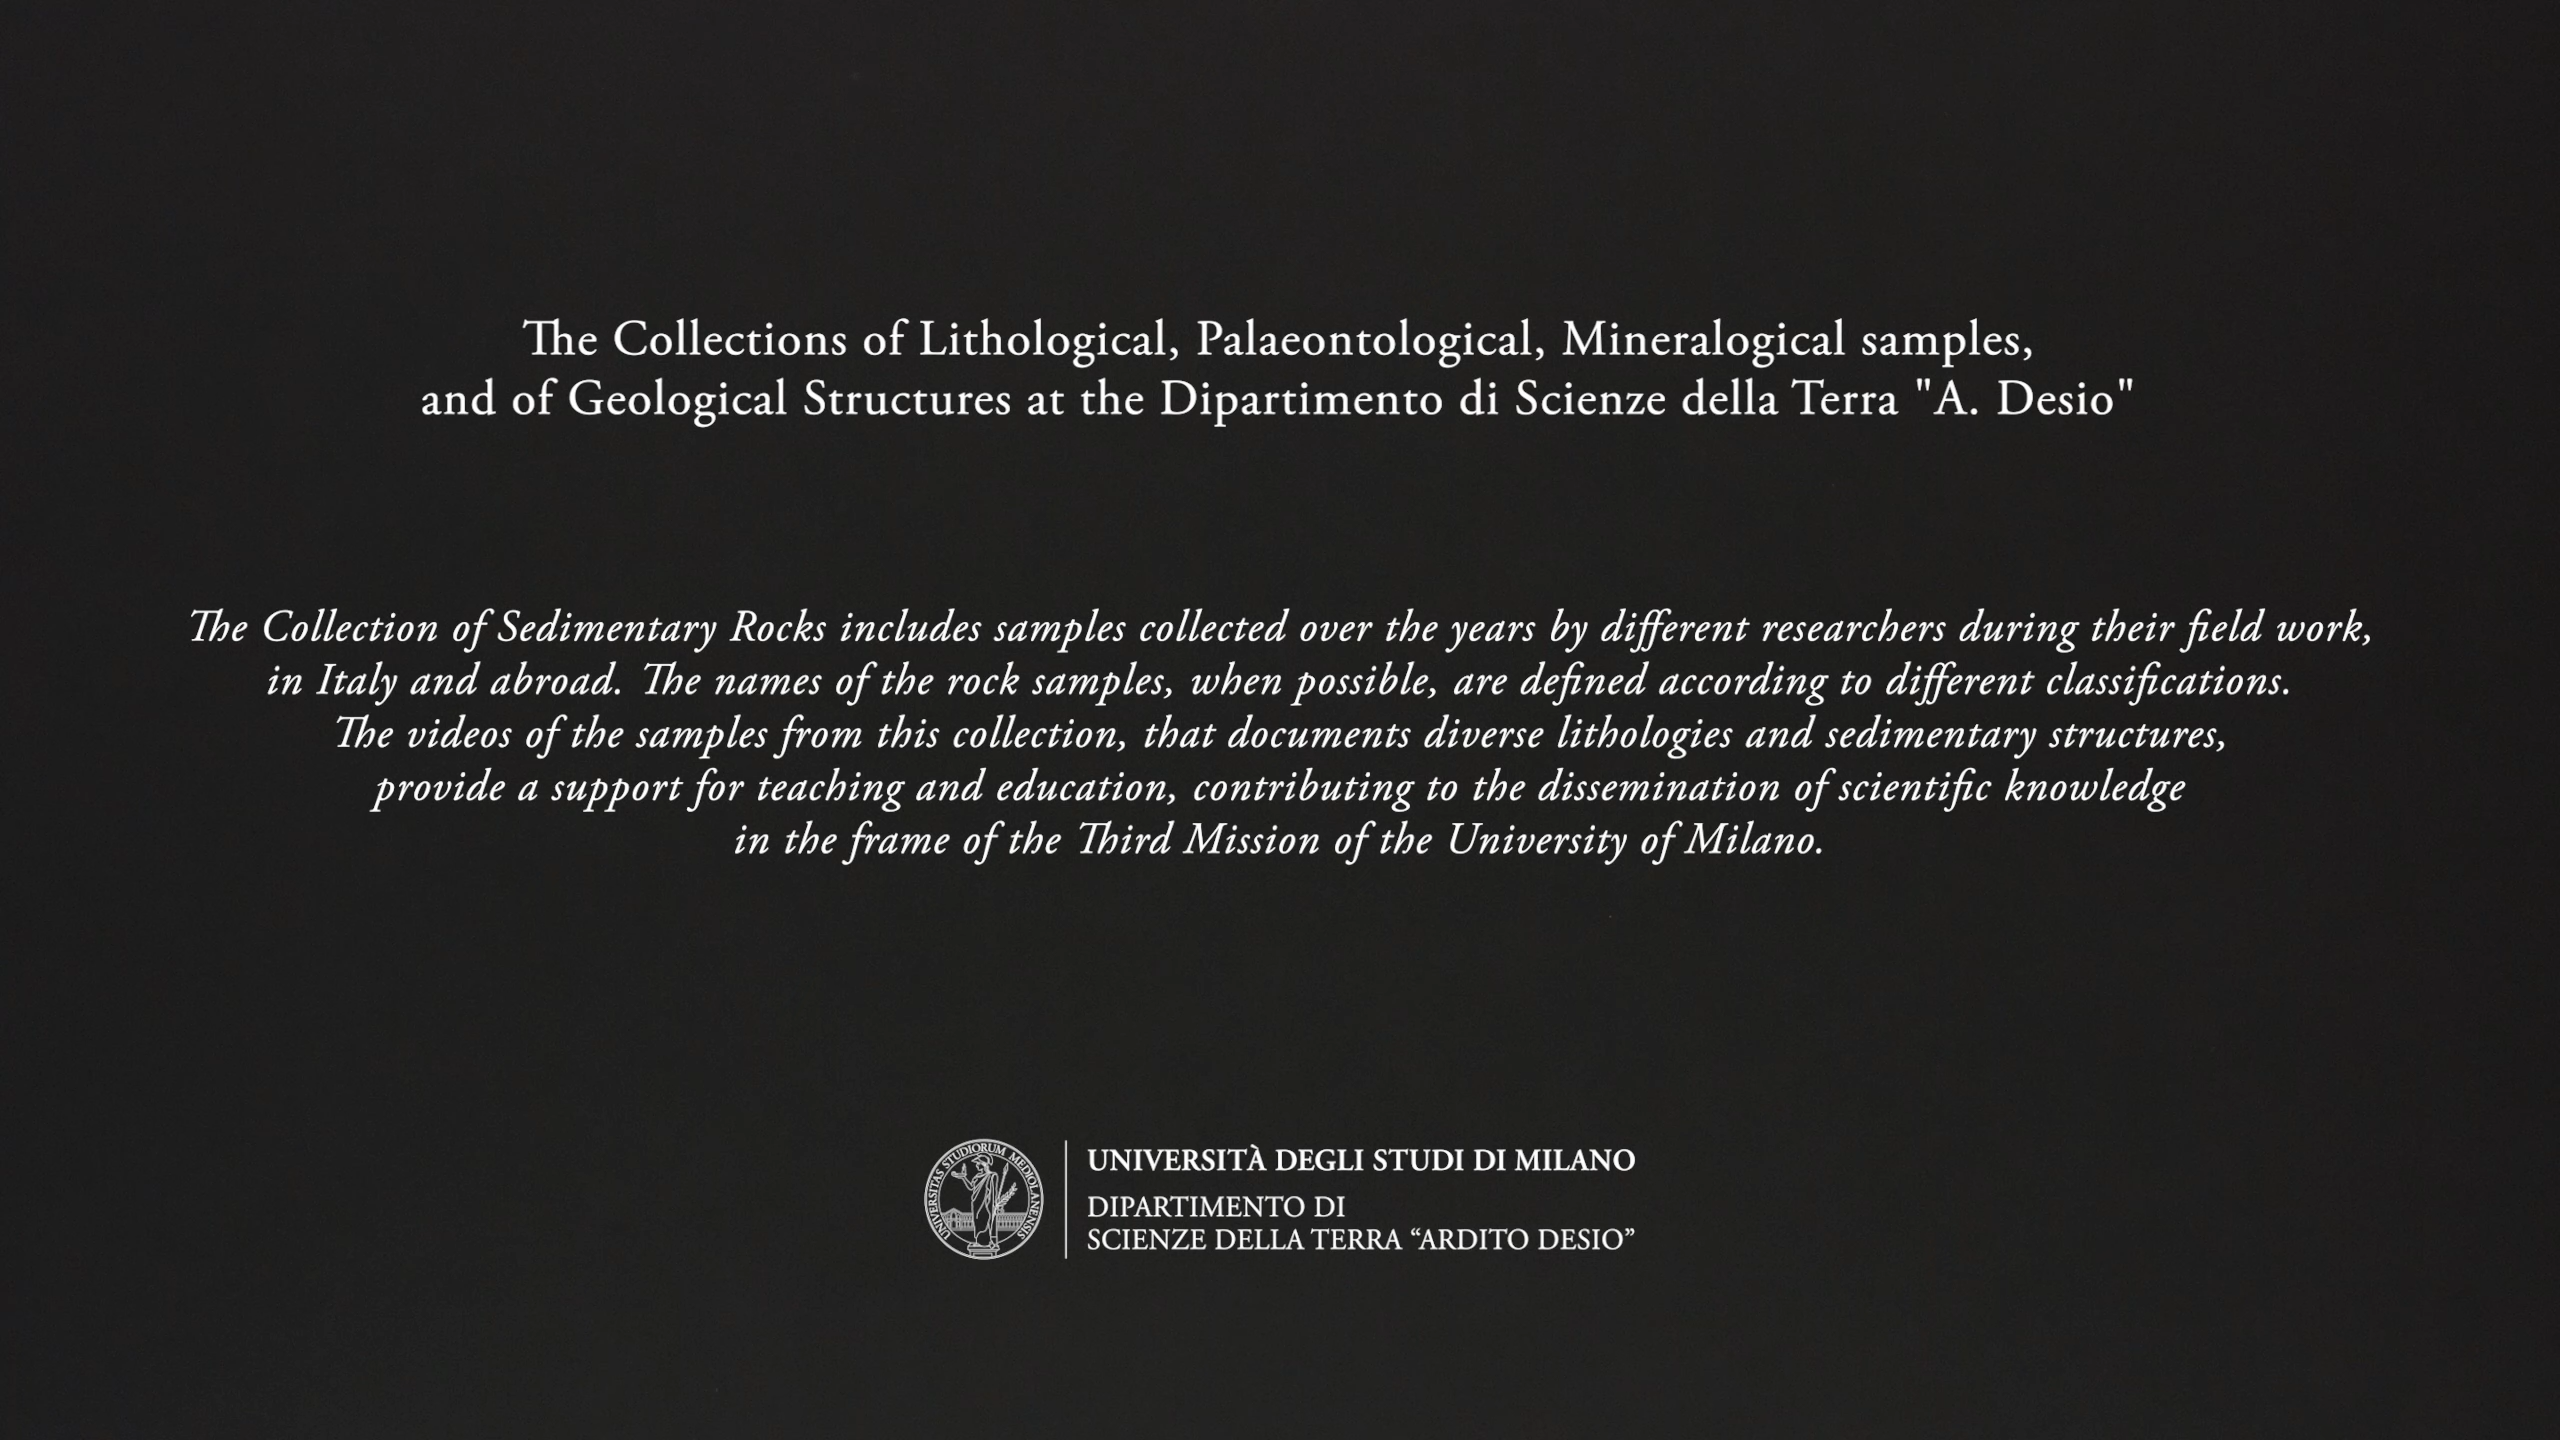 The Collections of Lithological, Palaeontological, Mineralogical samples,
and of Geological Structures at the Dipartimento di Scienze della Terra "A. Desio"
The Collection of Sedimentary Rocks includes samples collected over the years by different researchers during their field work,
in Italy and abroad. The names of the rock samples, when possible, are defined according to different classifications.
The videos of the samples from this collection, that documents diverse lithologies and sedimentary structures,
provide a support for teaching and education, contributing to the dissemination of scientific knowledge
in the frame of the Third Mission of the University of Milano.
UNIVERSITAS STUDIORUM MEDIOLANENSIS
UNIVERSITÀ DEGLI STUDI DI MILANO
DIPARTIMENTO DI
SCIENZE DELLA TERRA “ARDITO DESIO”